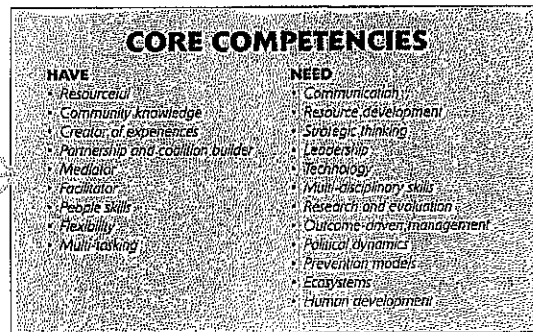 CORE COMPETENCIES
HAVE
• Resourceful
• Community knowledge
• Creator of experiences
• Partnership and coalition builder
• Mediator
• Facilitator
• People skills
• Flexibility
• Multi-tasking
NEED
• Communication
• Resource development
• Strategic thinking
• Leadership
• Technology
• Multi-disciplinary skills
• Research and evaluation
• Outcome-driven management
• Political dynamics
• Prevention models
• Ecosystems
• Human development